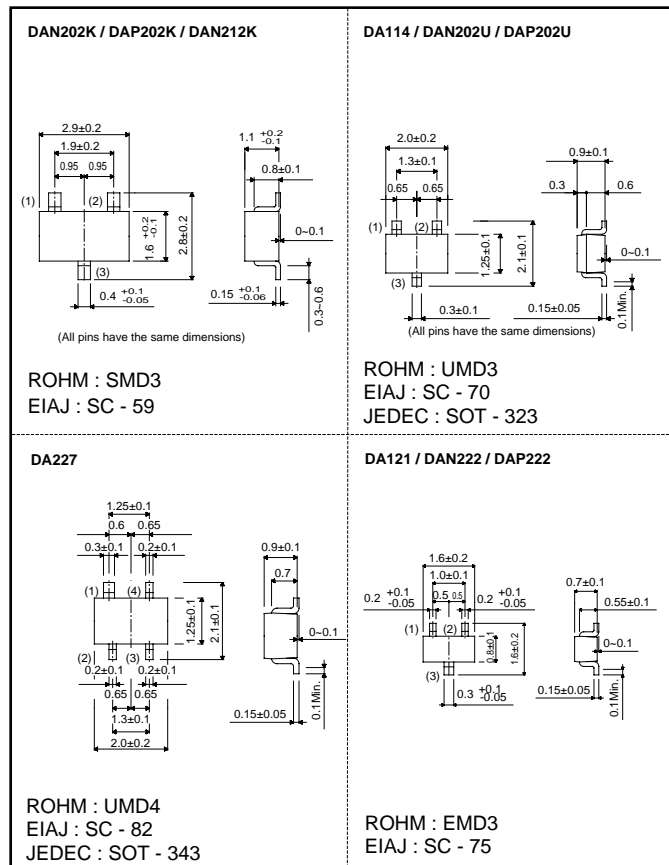 DAN202K / DAP202K / DAN212K
2.9±0.2
1.9±0.2
0.95 0.95
(1) (2)
(3)
1.6 +0.2 -0.1
2.8±0.2
0.4 +0.1 -0.05
1.1 +0.2 -0.1
0.8±0.1
0~0.1
0.15 +0.1 -0.06
0.3~0.6
(All pins have the same dimensions)
ROHM : SMD3
EIAJ : SC - 59
DA114 / DAN202U / DAP202U
2.0±0.2
1.3±0.1
0.65 0.65
(1) (2)
(3)
1.25±0.1
2.1±0.1
0.3±0.1
0.9±0.1
0.3 0.6
0~0.1
0.15±0.05
0.1Min.
(All pins have the same dimensions)
ROHM : UMD3
EIAJ : SC - 70
JEDEC : SOT - 323
DA227
1.25±0.1
0.6 0.65
0.3±0.1 0.2±0.1
(1) (4)
(2) (3)
1.25±0.1
2.1±0.1
0.2±0.1 0.2±0.1
0.65 0.65
1.3±0.1
2.0±0.2
0.9±0.1
0.7
0~0.1
0.15±0.05
0.1Min.
ROHM : UMD4
EIAJ : SC - 82
JEDEC : SOT - 343
DA121 / DAN222 / DAP222
1.6±0.2
1.0±0.1
0.2 +0.1 -0.05 0.5 0.5 0.2 +0.1 -0.05
(1) (2)
(3)
0.8±0.1
1.6±0.2
0.3 +0.1 -0.05
0.7±0.1
0.55±0.1
0~0.1
0.15±0.05
0.1Min.
ROHM : EMD3
EIAJ : SC - 75